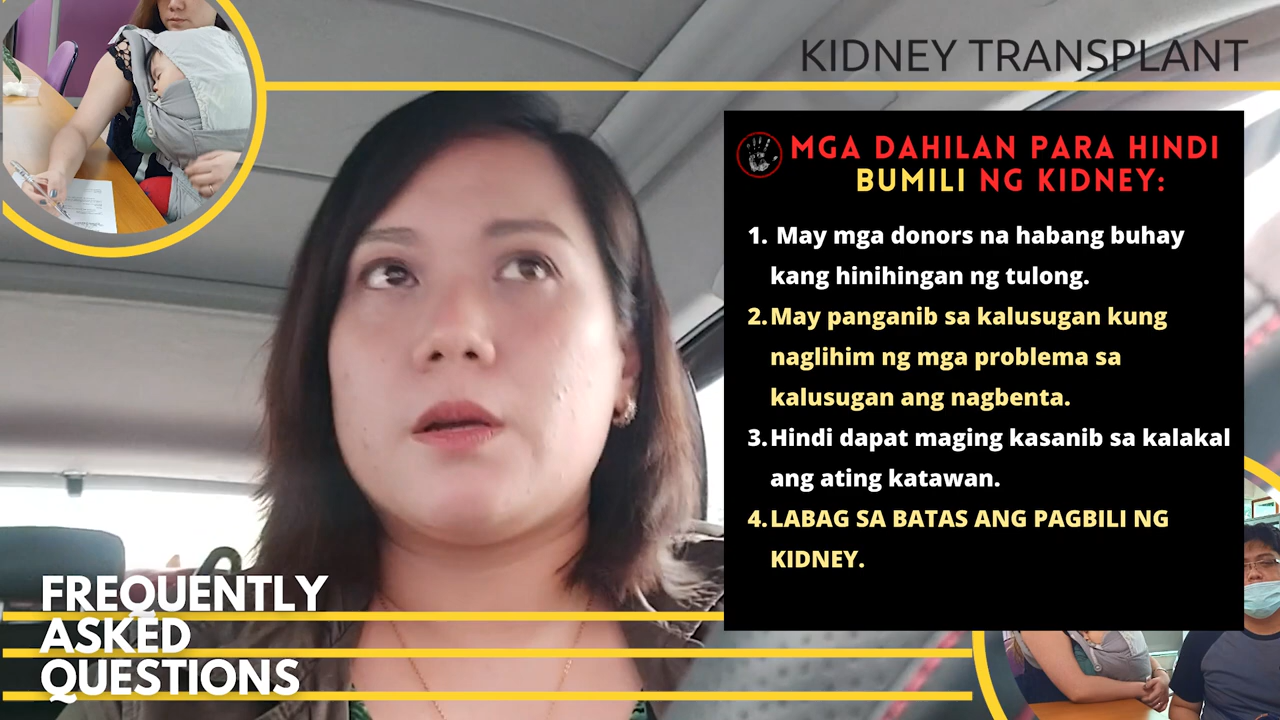 KIDNEY TRANSPLANT
MGA DAHILAN PARA HINDI
BUMILI NG KIDNEY:
1. May mga donors na habang buhay
kang hinihingan ng tulong.
2. May panganib sa kalusugan kung
naglihim ng mga problema sa
kalusugan ang nagbenta.
3. Hindi dapat maging kasanib sa kalakal
ang ating katawan.
4. LABAG SA BATAS ANG PAGBILI NG
KIDNEY.
FREQUENTLY
ASKED
QUESTIONS